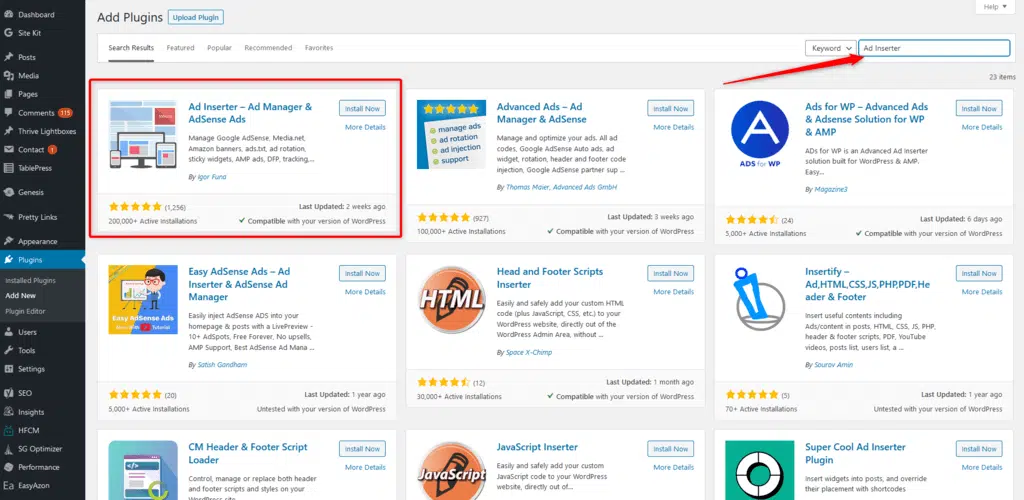 Dashboard
Site Kit
Posts
Media
Pages
Comments 115
Thrive Lightboxes
Contact 1
TablePress
Genesis
Pretty Links
Appearance
Plugins
Installed Plugins
Add New
Plugin Editor
Users
Tools
Settings
SEO
Insights
HFCM
SG Optimizer
Performance
EasyAzon
Help
Add Plugins Upload Plugin
Search Results Featured Popular Recommended Favorites
Keyword Ad Inserter
23 items
Ad Inserter – Ad Manager &
AdSense Ads
Install Now
More Details
Manage Google AdSense, Media.net,
Amazon banners, ads.txt, ad rotation,
sticky widgets, AMP ads, DFP, tracking,...
By Igor Funa
(1,256)
200,000+ Active Installations
Last Updated: 2 weeks ago
Compatible with your version of WordPress
manage ads
ad rotation
ad injection
support
Advanced Ads – Ad
Manager & AdSense
Install Now
More Details
Manage and optimize your ads. All ad
codes, Google AdSense Auto ads, ad
widget, rotation, header and footer code
injection, Google AdSense partner sup ...
By Thomas Maier, Advanced Ads GmbH
(927)
100,000+ Active Installations
Last Updated: 3 weeks ago
Compatible with your version of WordPress
A
ADS for WP
Ads for WP – Advanced Ads
& Adsense Solution for WP
& AMP
Install Now
More Details
ADs for WP is an Advanced Ad Inserter
solution built for WordPress & AMP.
Easy...
By Magazine3
(24)
5,000+ Active Installations
Last Updated: 6 days ago
Compatible with your version of WordPress
Easy AdSense Ads
Tutorial
Easy AdSense Ads – Ad
Inserter & AdSense Ad
Manager
Install Now
More Details
Easily inject AdSense ADS into your
homepage & posts with a LivePreview -
10+ AdSpots, Free Forever, No upsells,
AMP Support, Best AdSense Ad Mana ...
By Satish Gandham
(20)
5,000+ Active Installations
Last Updated: 1 year ago
Untested with your version of WordPress
HTML
Head and Footer Scripts
Inserter
Install Now
More Details
Easily and safely add your custom HTML
code (plus JavaScript, CSS, etc.) to your
WordPress website, directly out of the
WordPress Admin Area, without ...
By Space X-Chimp
(12)
30,000+ Active Installations
Last Updated: 1 month ago
Compatible with your version of WordPress
Insertify –
Ad,HTML,CSS,JS,PHP,PDF,He
ader & Footer
Install Now
More Details
Insert useful contents including
Ads/content in posts, HTML, CSS, JS, PHP,
header & footer scripts, PDF, YouTube
videos, posts list, users list, a ...
By Sourav Amin
(5)
70+ Active Installations
Last Updated: 1 year ago
Untested with your version of WordPress
CM Header & Footer Script
Loader
Install Now
More Details
Control, manage or replace both header
and footer scripts and styles on your
JavaScript
JavaScript Inserter
Install Now
More Details
Easily and safely add your custom
JavaScript code to your WordPress
website, directly out of...
Super Cool Ad Inserter
Plugin
Install Now
More Details
Insert widgets into posts, and override
their placement with shortcodes.